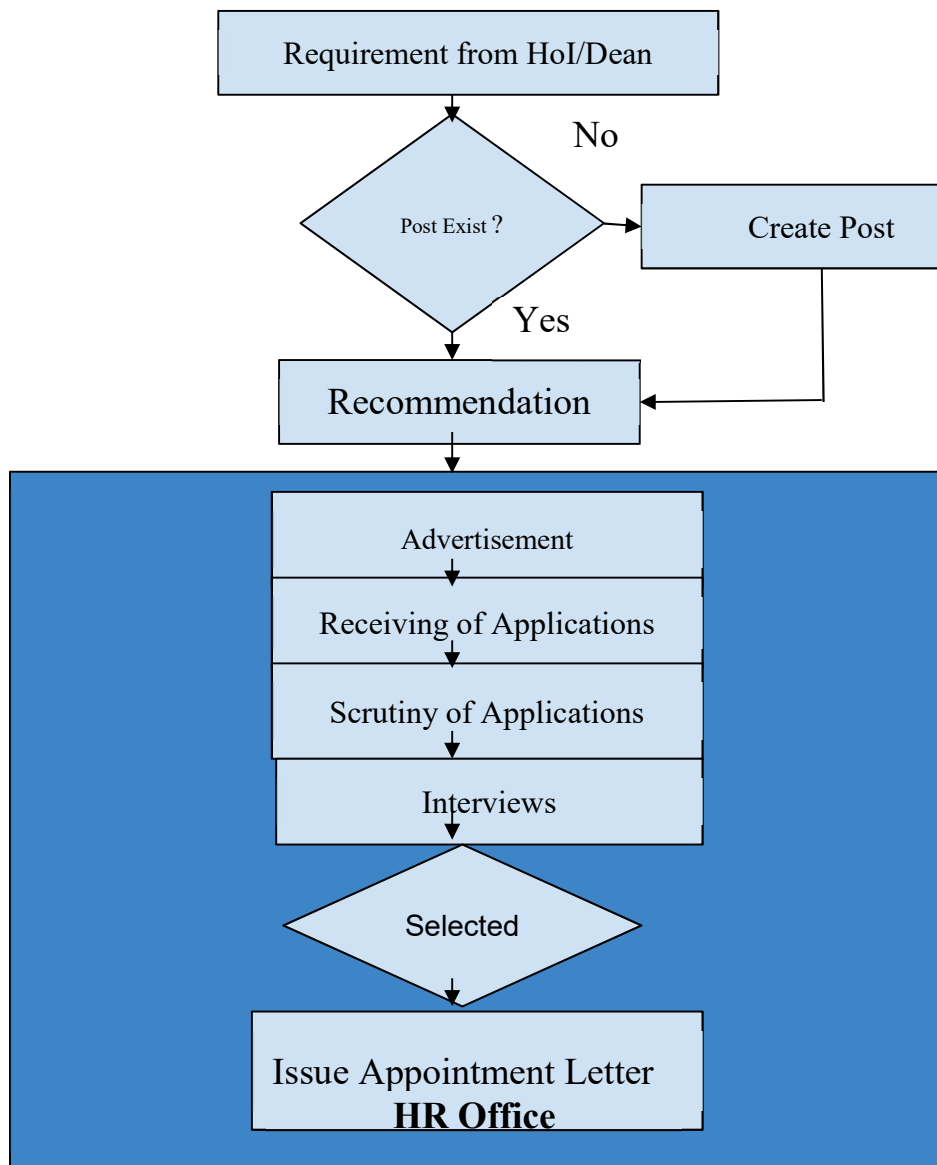 Requirement from HoI/Dean
No
Post Exist ?
Create Post
Yes
Recommendation
Advertisement
Receiving of Applications
Scrutiny of Applications
Interviews
Selected
Issue Appointment Letter
HR Office